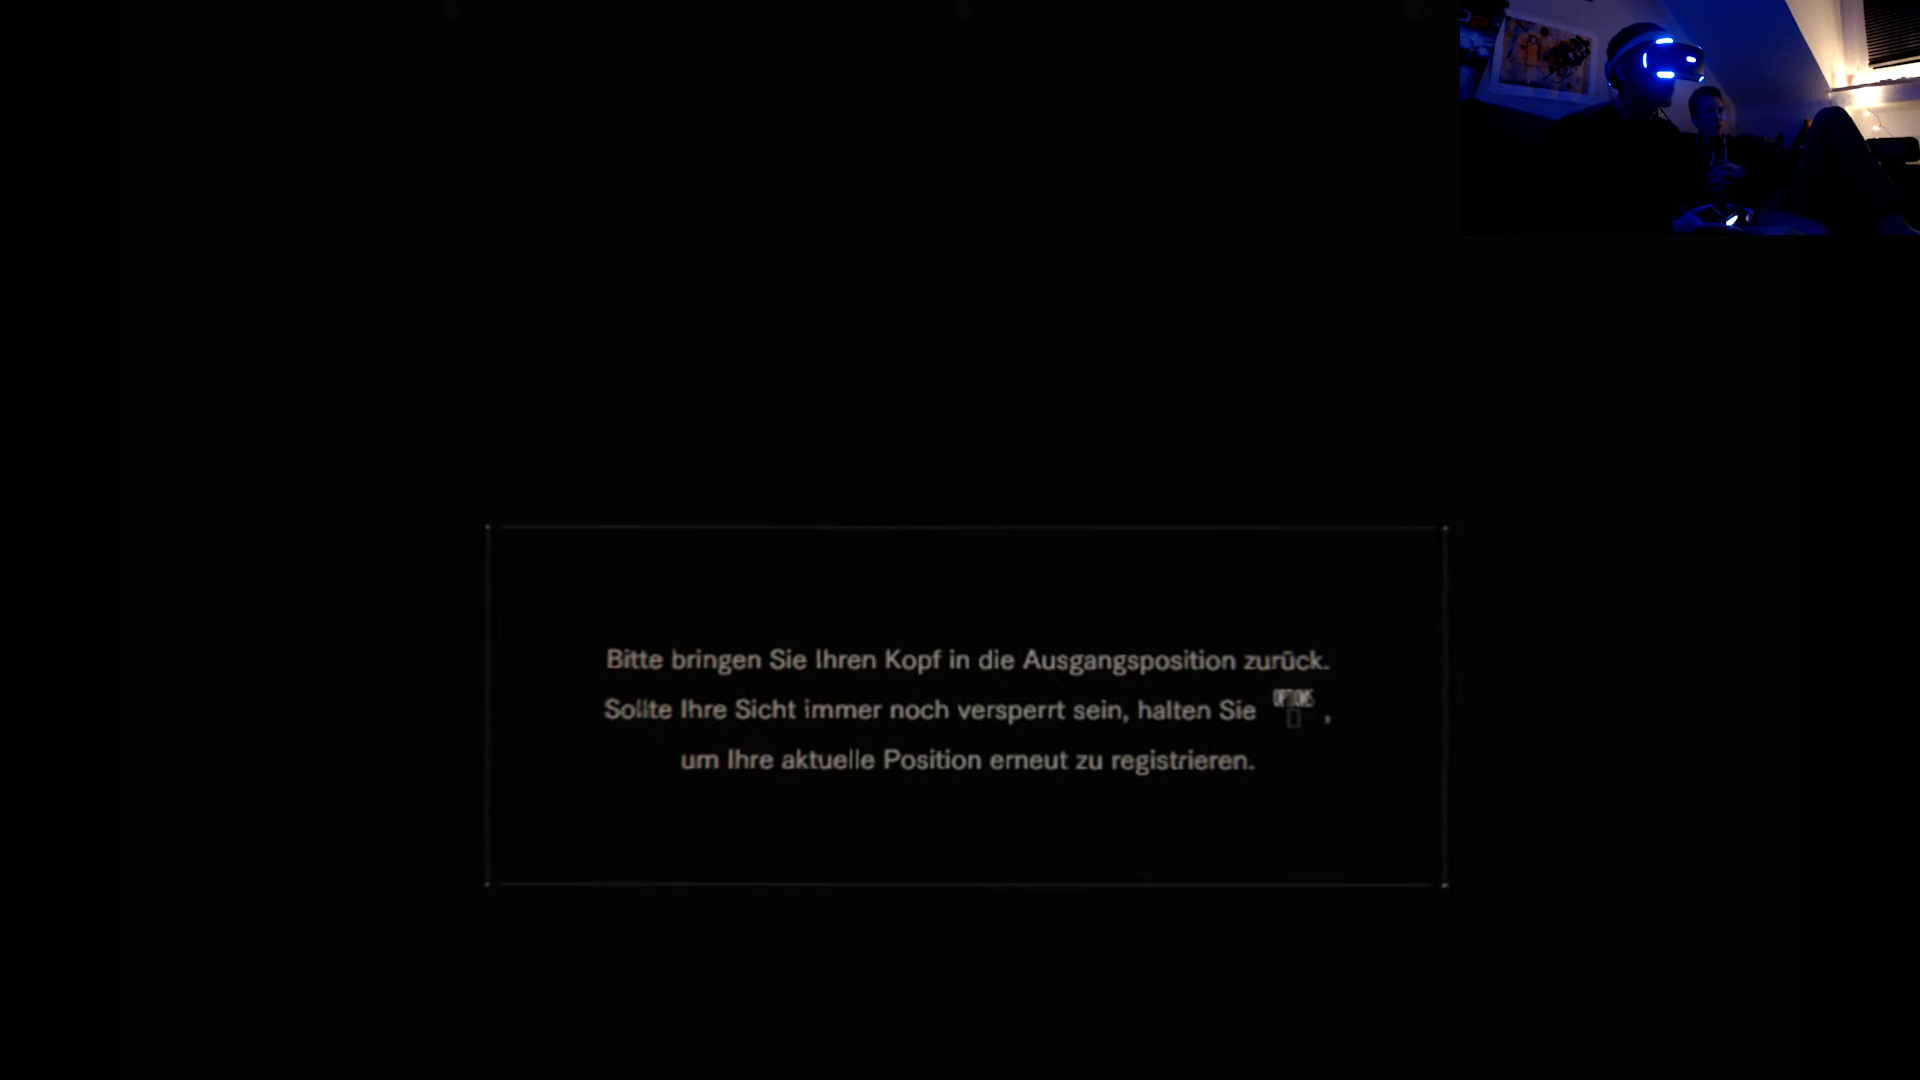 Bitte bringen Sie Ihren Kopf in die Ausgangsposition zurück.
Sollte Ihre Sicht immer noch versperrt sein, halten Sie OPTIONS ,
um Ihre aktuelle Position erneut zu registrieren.